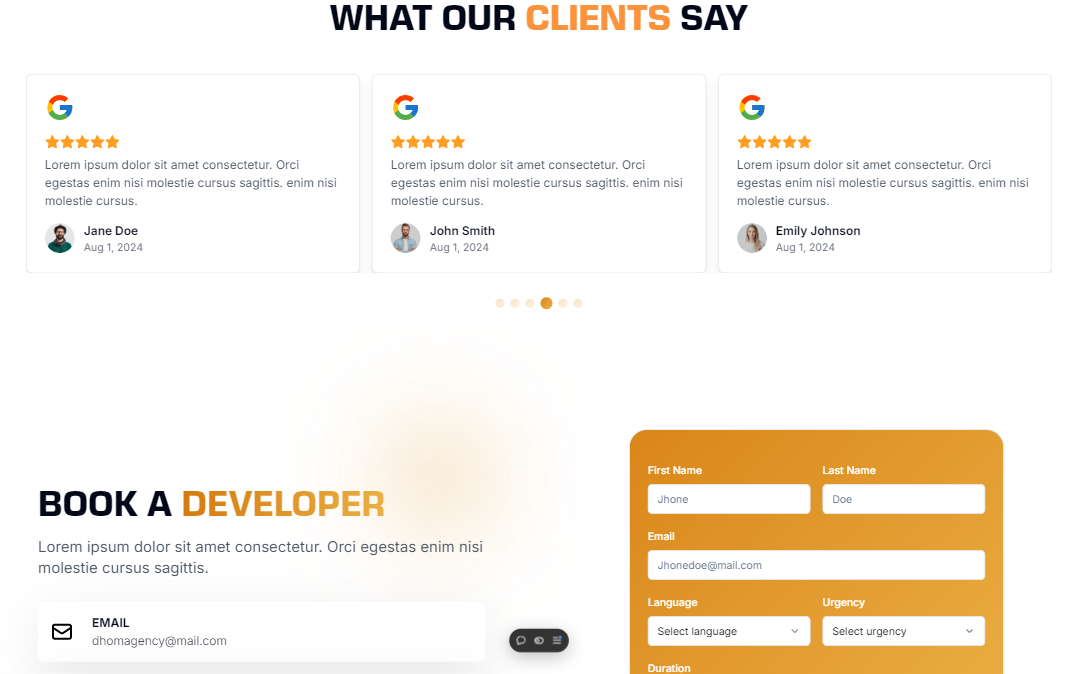 WHAT OUR CLIENTS SAY
Lorem ipsum dolor sit amet consectetur. Orci
egestas enim nisi molestie cursus sagittis. enim nisi
molestie cursus.
Jane Doe
Aug 1, 2024
Lorem ipsum dolor sit amet consectetur. Orci
egestas enim nisi molestie cursus sagittis. enim nisi
molestie cursus.
John Smith
Aug 1, 2024
Lorem ipsum dolor sit amet consectetur. Orci
egestas enim nisi molestie cursus sagittis. enim nisi
molestie cursus.
Emily Johnson
Aug 1, 2024
BOOK A DEVELOPER
Lorem ipsum dolor sit amet consectetur. Orci egestas enim nisi
molestie cursus sagittis.
EMAIL
dhomagency@mail.com
First Name
Last Name
Jhone
Doe
Email
Jhonedoe@mail.com
Language
Urgency
Select language
Select urgency
Duration